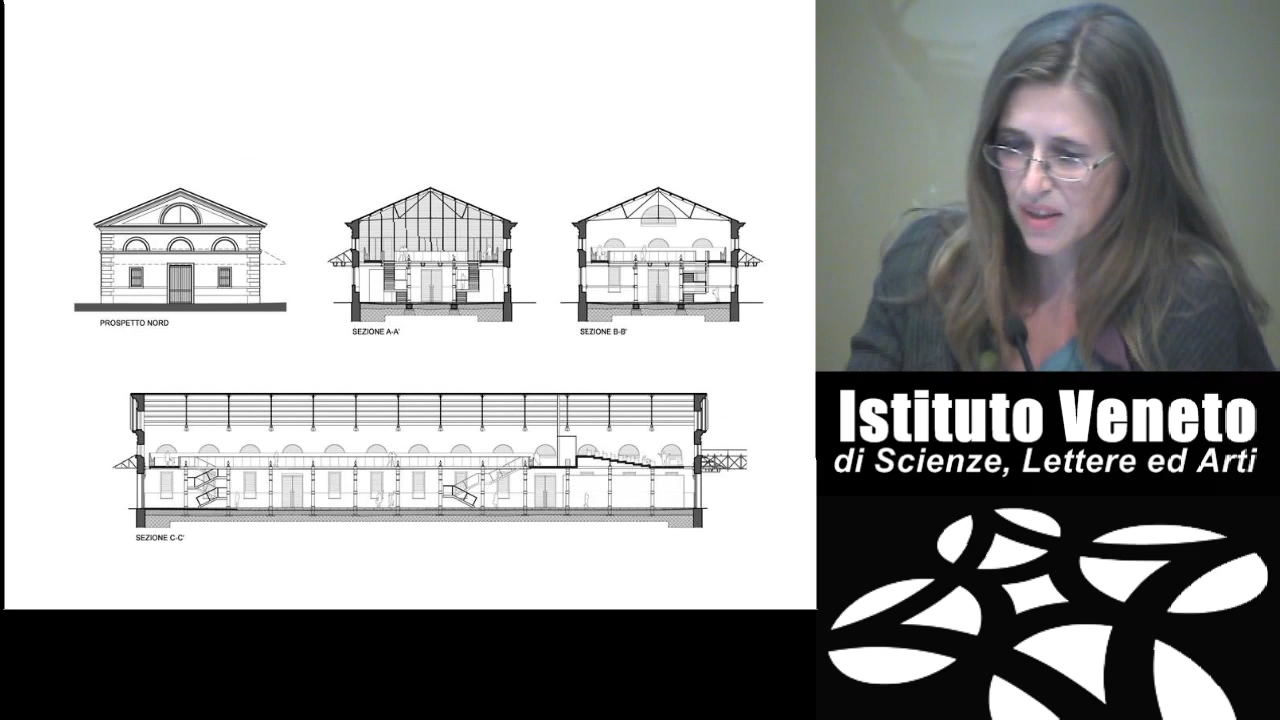 PROSPETTO NORD
SEZIONE A-A'
SEZIONE B-B'
SEZIONE C-C'
Istituto Veneto
di Scienze, Lettere ed Arti